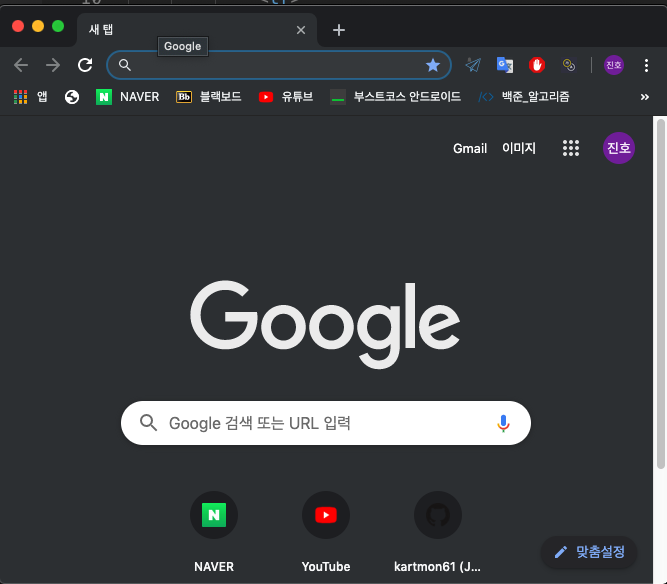 새 탭
Google
진호
앱
NAVER
Bb 블랙보드
유튜브
부스트코스 안드로이드
백준_알고리즘
Gmail 이미지 진호
Google
Google 검색 또는 URL 입력
N
NAVER YouTube kartmon61 (J...
맞춤설정